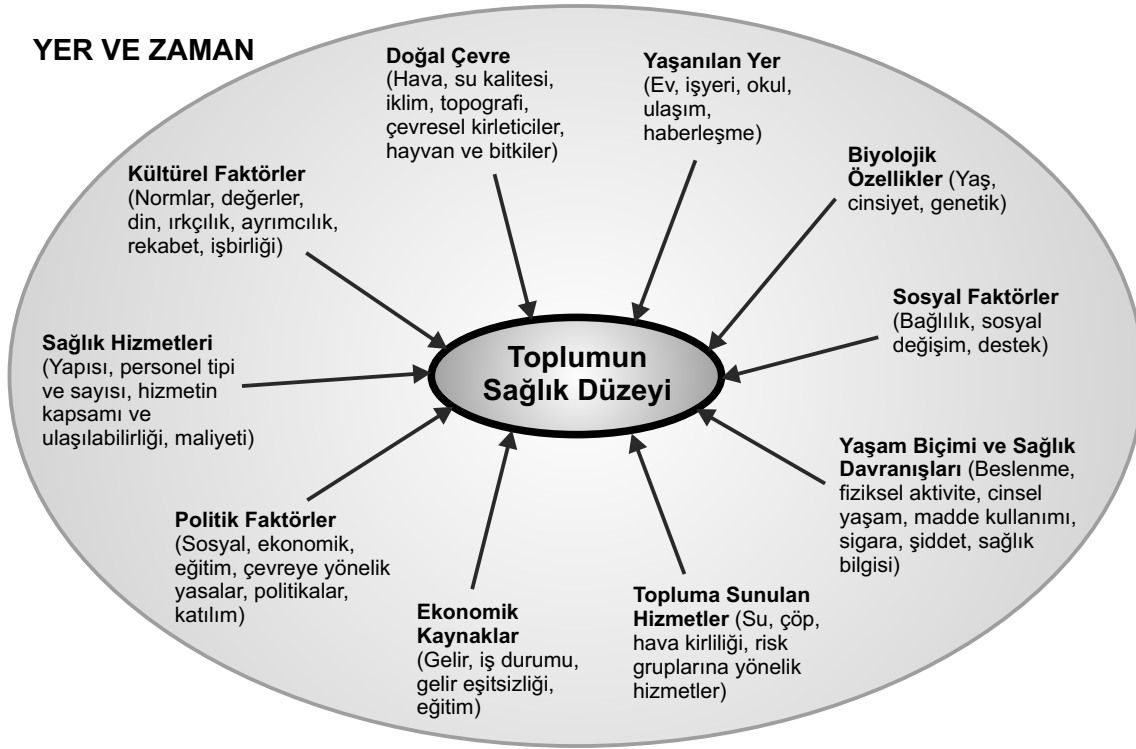 YER VE ZAMAN
Doğal Çevre
(Hava, su kalitesi,
iklim, topografi,
çevresel kirleticiler,
hayvan ve bitkiler)
Yaşanılan Yer
(Ev, işyeri, okul,
ulaşım,
haberleşme)
Biyolojik
Özellikler (Yaş,
cinsiyet, genetik)
Kültürel Faktörler
(Normlar, değerler,
din, ırkçılık, ayrımcılık,
rekabet, işbirliği)
Sosyal Faktörler
(Bağlılık, sosyal
değişim, destek)
Sağlık Hizmetleri
(Yapısı, personel tipi
ve sayısı, hizmetin
kapsamı ve
ulaşılabilirliği, maliyeti)
Toplumun
Sağlık Düzeyi
Yaşam Biçimi ve Sağlık
Davranışları (Beslenme,
fiziksel aktivite, cinsel
yaşam, madde kullanımı,
sigara, şiddet, sağlık
bilgisi)
Politik Faktörler
(Sosyal, ekonomik,
eğitim, çevreye yönelik
yasalar, politikalar,
katılım)
Ekonomik
Kaynaklar
(Gelir, iş durumu,
gelir eşitsizliği,
eğitim)
Topluma Sunulan
Hizmetler (Su, çöp,
hava kirliliği, risk
gruplarına yönelik
hizmetler)